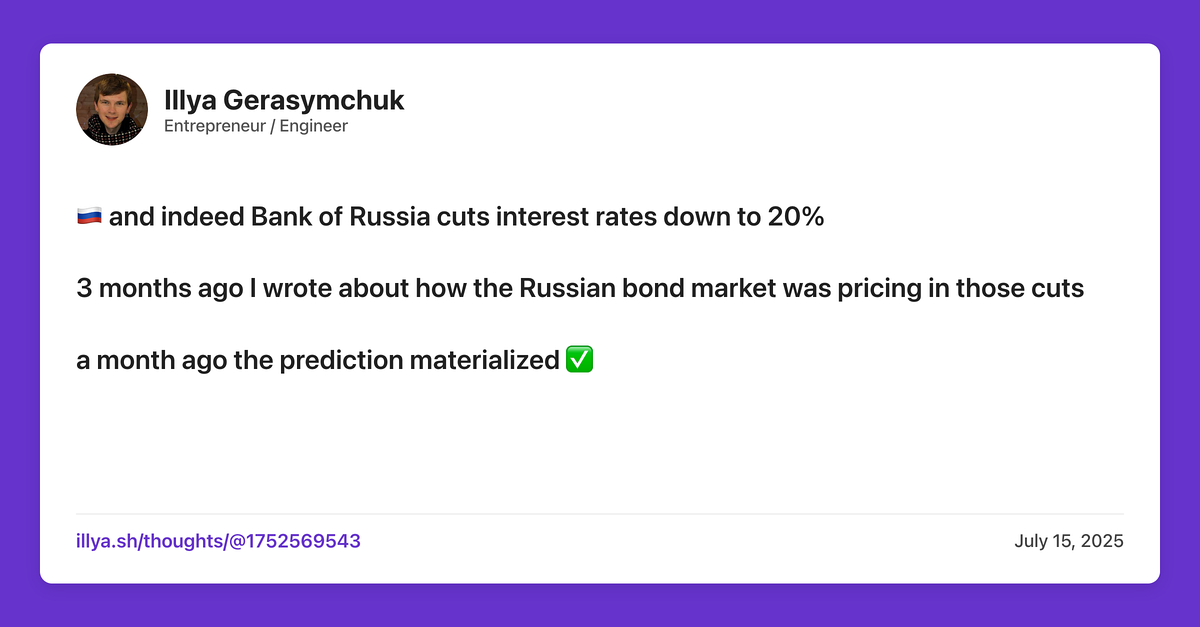 Illya Gerasymchuk
Entrepreneur / Engineer
🇷🇺 and indeed Bank of Russia cuts interest rates down to 20%
3 months ago I wrote about how the Russian bond market was pricing in those cuts
a month ago the prediction materialized ✅
illya.sh/thoughts/@1752569543
July 15, 2025